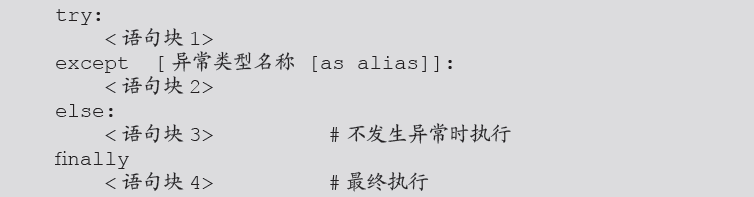 try:
    <语句块1>
except  [异常类型名称 [as alias]]:
    <语句块2>
else:
    <语句块3>          #不发生异常时执行
finally
    <语句块4>          #最终执行